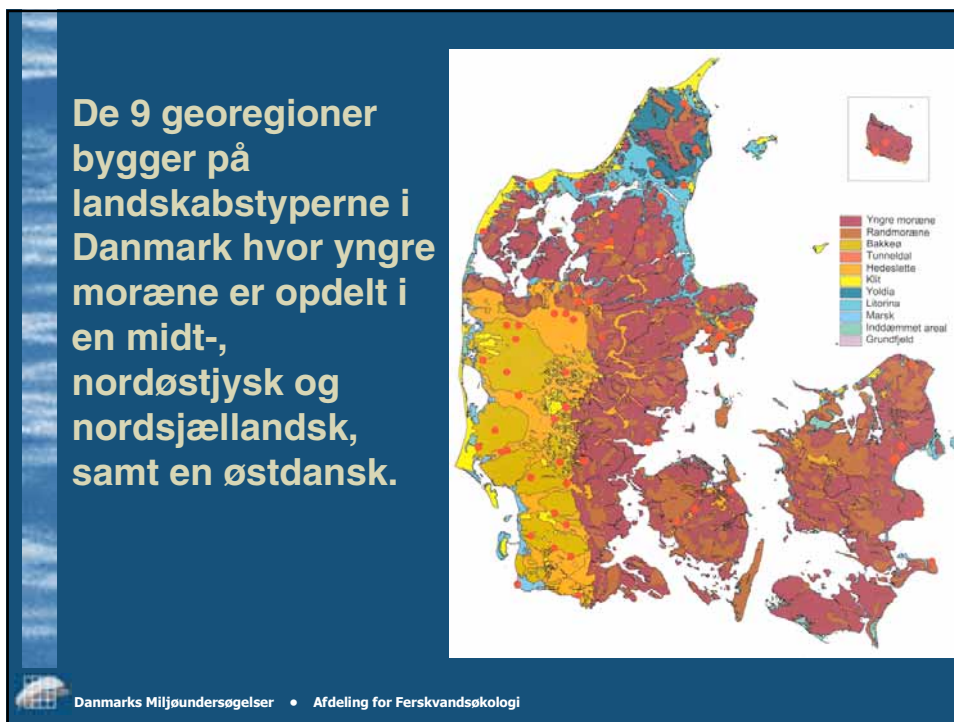 De 9 georegioner
bygger på
landskabstyperne i
Danmark hvor yngre
moræne er opdelt i
en midt-,
nordøstjysk og
nordsjællandsk,
samt en østdansk.
Yngre moræne
Randmoræne
Bakkeø
Tunneldal
Hedeslette
Klit
Yoldia
Litorina
Marsk
Inddæmmet areal
Grundfjeld
Danmarks Miljøundersøgelser • Afdeling for Ferskvandsøkologi